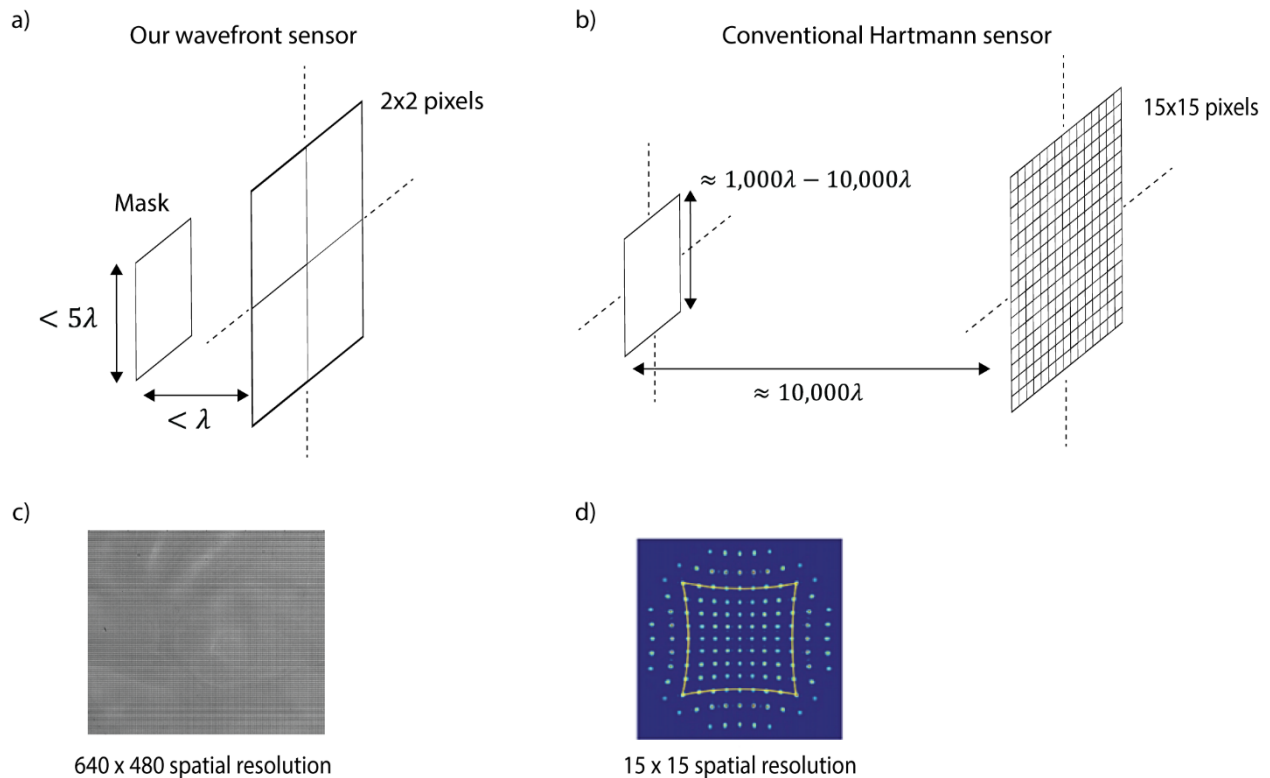 a)
Our wavefront sensor
2x2 pixels
Mask
< 5λ
< λ
b)
Conventional Hartmann sensor
15x15 pixels
≈ 1,000λ − 10,000λ
≈ 10,000λ
c)
640 x 480 spatial resolution
d)
15 x 15 spatial resolution